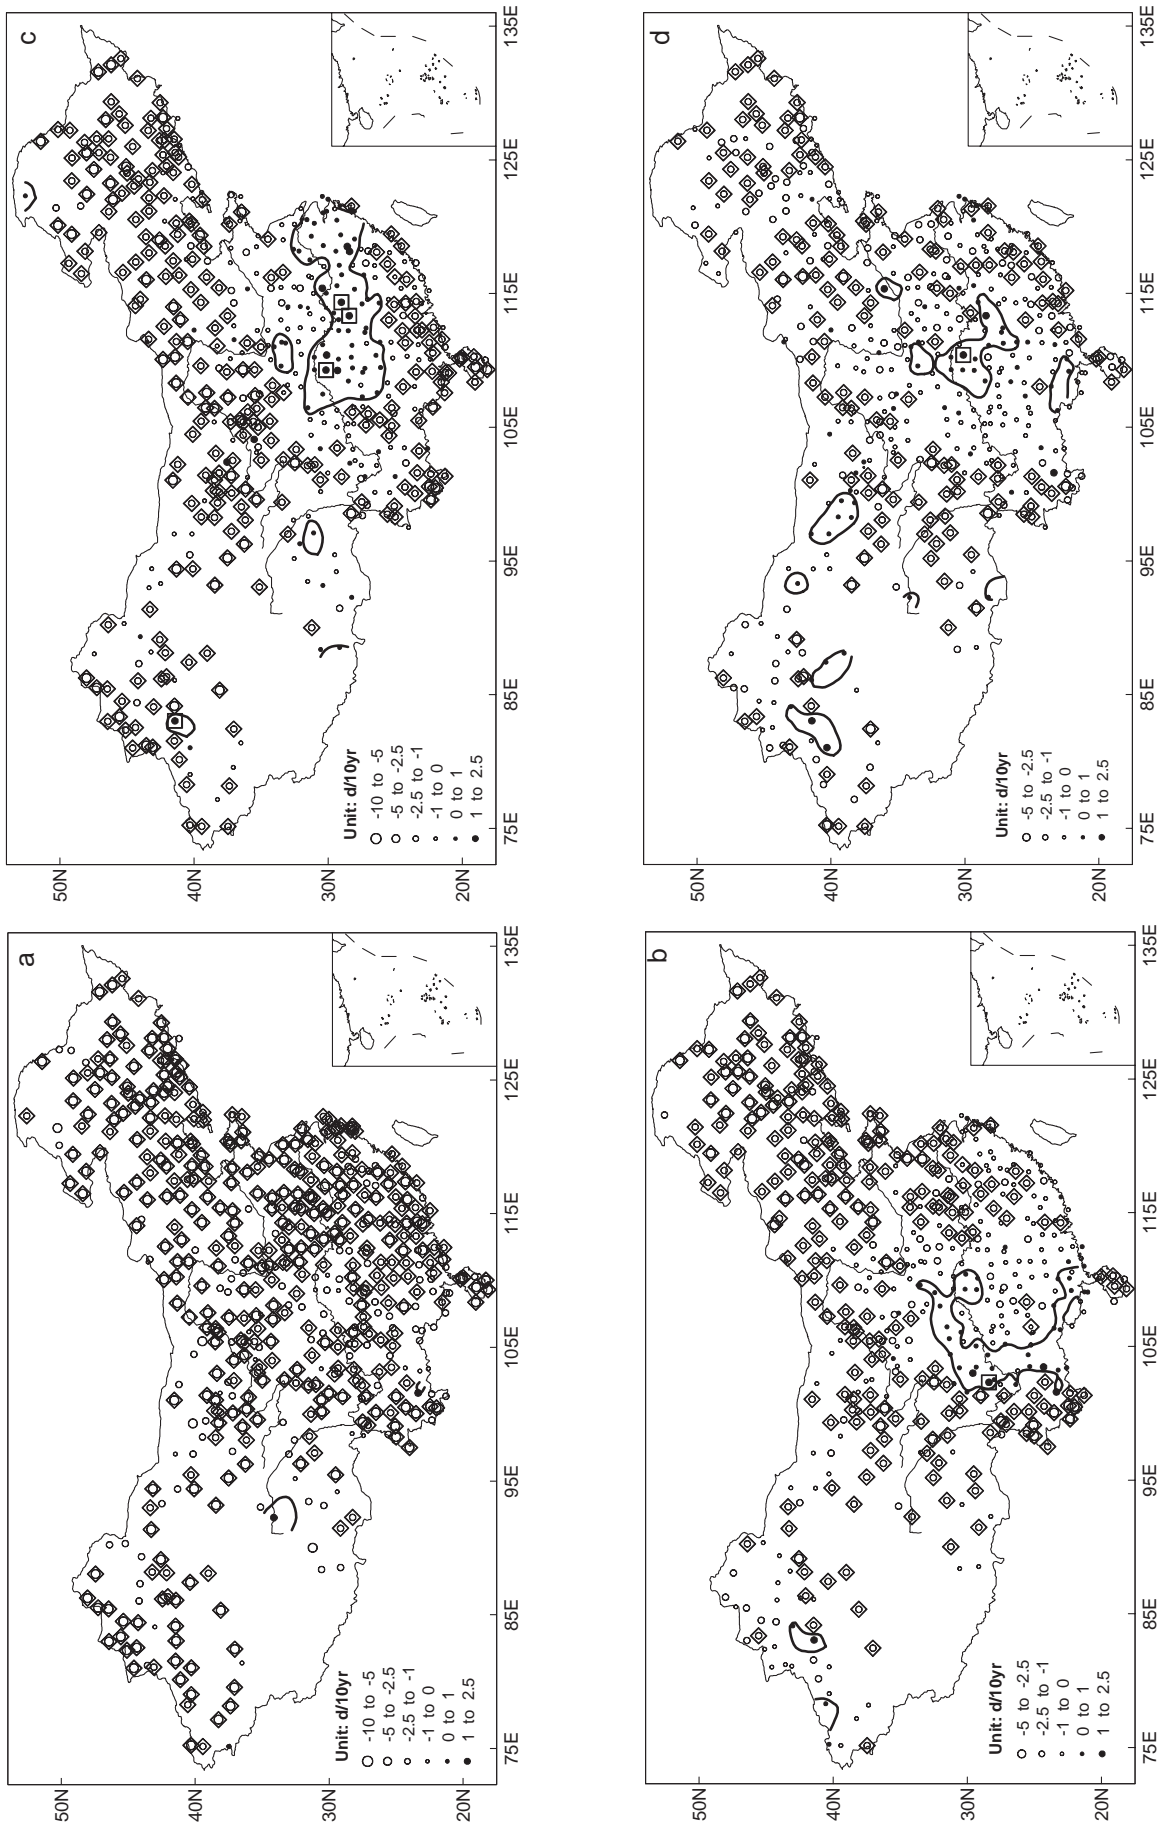 a
50N
40N
30N
20N
75E
85E
95E
105E
115E
125E
135E
Unit: d/10yr
-10 to -5
-5 to -2.5
-2.5 to -1
-1 to 0
0 to 1
1 to 2.5
c
50N
40N
30N
20N
75E
85E
95E
105E
115E
125E
135E
Unit: d/10yr
-10 to -5
-5 to -2.5
-2.5 to -1
-1 to 0
0 to 1
1 to 2.5
b
50N
40N
30N
20N
75E
85E
95E
105E
115E
125E
135E
Unit: d/10yr
-5 to -2.5
-2.5 to -1
-1 to 0
0 to 1
1 to 2.5
d
50N
40N
30N
20N
75E
85E
95E
105E
115E
125E
135E
Unit: d/10yr
-5 to -2.5
-2.5 to -1
-1 to 0
0 to 1
1 to 2.5